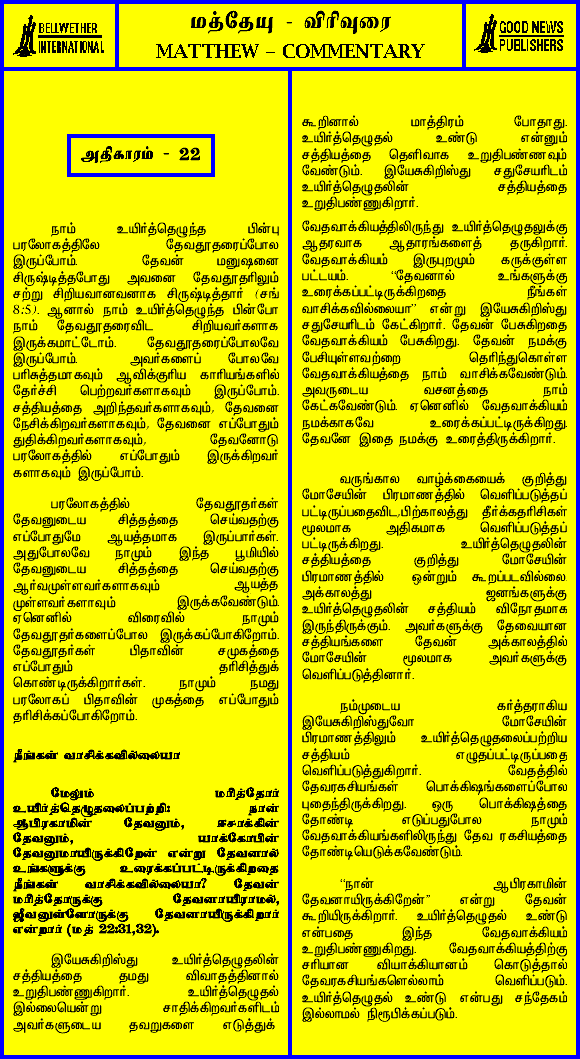 BELLWETHER
INTERNATIONAL
மத்தேயு - விரிவுரை
MATTHEW – COMMENTARY
GOOD NEWS
PUBLISHERS
அதிகாரம் - 22
நாம் உயிர்த்தெழுந்த பின்பு
பரலோகத்திலே தேவதூதரைப்போல
இருப்போம். தேவன் மனுஷனை
சிருஷ்டித்தபோது அவனை தேவதூதரிலும்
சற்று சிறியவானவனாக சிருஷ்டித்தார் (சங்
8:5). ஆனால் நாம் உயிர்த்தெழுந்த பின்போ
நாம் தேவதூதரைவிட சிறியவர்களாக
இருக்கமாட்டோம். தேவதூதரைப்போலவே
இருப்போம். அவர்களைப் போலவே
பரிசுத்தமாகவும் ஆவிக்குரிய காரியங்களில்
தேர்ச்சி பெற்றவர்களாகவும் இருப்போம்.
சத்தியத்தை அறிந்தவர்களாகவும், தேவனை
நேசிக்கிறவர்களாகவும், தேவனை எப்போதும்
துதிக்கிறவர்களாகவும், தேவனோடு
பரலோகத்தில் எப்போதும் இருக்கிறவர்
களாகவும் இருப்போம்.
பரலோகத்தில் தேவதூதர்கள்
தேவனுடைய சித்தத்தை செய்வதற்கு
எப்போதுமே ஆயத்தமாக இருப்பார்கள்.
அதுபோலவே நாமும் இந்த பூமியில்
தேவனுடைய சித்தத்தை செய்வதற்கு
ஆர்வமுள்ளவர்களாகவும் ஆயத்த
முள்ளவர்களாவும் இருக்கவேண்டும்.
ஏனெனில் விரைவில் நாமும்
தேவதூதர்களைப்போல இருக்கப்போகிறோம்.
தேவதூதர்கள் பிதாவின் சமுகத்தை
எப்போதும் தரிசித்துக்
கொண்டிருக்கிறார்கள். நாமும் நமது
பரலோகப் பிதாவின் முகத்தை எப்போதும்
தரிசிக்கப்போகிறோம்.
நீங்கள் வாசிக்கவில்லையா
மேலும் மரித்தோர்
உயிர்த்தெழுதலைப்பற்றி: நான்
ஆபிரகாமின் தேவனும், ஈசாக்கின்
தேவனும், யாக்கோபின்
தேவனுமாயிருக்கிறேன் என்று தேவனால்
உங்களுக்கு உரைக்கப்பட்டிருக்கிறதை
நீங்கள் வாசிக்கவில்லையா? தேவன்
மரித்தோருக்கு தேவனாயிராமல்,
ஜீவனுள்ளோருக்கு தேவனாயிருக்கிறார்
என்றார் (மத் 22:31,32).
இயேசுகிறிஸ்து உயிர்த்தெழுதலின்
சத்தியத்தை தமது விவாதத்தினால்
உறுதிபண்ணுகிறார். உயிர்த்தெழுதல்
இல்லையென்று சாதிக்கிறவர்களிடம்
அவர்களுடைய தவறுகளை எடுத்துக்
கூறினால் மாத்திரம் போதாது.
உயிர்த்தெழுதல் உண்டு என்னும்
சத்தியத்தை தெளிவாக உறுதிபண்ணவும்
வேண்டும். இயேசுகிறிஸ்து சதுசேயரிடம்
உயிர்த்தெழுதலின் சத்தியத்தை
உறுதிபண்ணுகிறார்.
வேதவாக்கியத்திலிருந்து உயிர்த்தெழுதலுக்கு
ஆதரவாக ஆதாரங்களைத் தருகிறார்.
வேதவாக்கியம் இருபுறமும் கருக்குள்ள
பட்டயம். “தேவனால் உங்களுக்கு
உரைக்கப்பட்டிருக்கிறதை நீங்கள்
வாசிக்கவில்லையா” என்று இயேசுகிறிஸ்து
சதுசேயரிடம் கேட்கிறார். தேவன் பேசுகிறதை
வேதவாக்கியம் பேசுகிறது. தேவன் நமக்கு
பேசியுள்ளவற்றை தெரிந்துகொள்ள
வேதவாக்கியத்தை நாம் வாசிக்கவேண்டும்.
அவருடைய வசனத்தை நாம்
கேட்கவேண்டும். ஏனெனில் வேதவாக்கியம்
நமக்காகவே உரைக்கப்பட்டிருக்கிறது.
தேவனே இதை நமக்கு உரைத்திருக்கிறார்.
வருங்கால வாழ்க்கையைக் குறித்து
மோசேயின் பிரமாணத்தில் வெளிப்படுத்தப்
பட்டிருப்பதைவிட,பிற்காலத்து தீர்க்கதரிசிகள்
மூலமாக அதிகமாக வெளிப்படுத்தப்
பட்டிருக்கிறது. உயிர்த்தெழுதலின்
சத்தியத்தை குறித்து மோசேயின்
பிரமாணத்தில் ஒன்றும் கூறப்படவில்லை.
அக்காலத்து ஜனங்களுக்கு
உயிர்த்தெழுதலின் சத்தியம் விநோதமாக
இருந்திருக்கும். அவர்களுக்கு தேவையான
சத்தியங்களை தேவன் அக்காலத்தில்
மோசேயின் மூலமாக அவர்களுக்கு
வெளிப்படுத்தினார்.
நம்முடைய கர்த்தராகிய
இயேசுகிறிஸ்துவோ மோசேயின்
பிரமாணத்திலும் உயிர்த்தெழுதலைப்பற்றிய
சத்தியம் எழுதப்பட்டிருப்பதை
வெளிப்படுத்துகிறார். வேதத்தில்
தேவரகசியங்கள் பொக்கிஷங்களைப்போல
புதைந்திருக்கிறது. ஒரு பொக்கிஷத்தை
தோண்டி எடுப்பதுபோல நாமும்
வேதவாக்கியங்களிலிருந்து தேவ ரகசியத்தை
தோண்டியெடுக்கவேண்டும்.
“நான் ஆபிரகாமின்
தேவனாயிருக்கிறேன்” என்று தேவன்
கூறியிருக்கிறார். உயிர்த்தெழுதல் உண்டு
என்பதை இந்த வேதவாக்கியம்
உறுதிபண்ணுகிறது. வேதவாக்கியத்திற்கு
சரியான வியாக்கியானம் கொடுத்தால்
தேவரகசியங்களெல்லாம் வெளிப்படும்.
உயிர்த்தெழுதல் உண்டு என்பது சந்தேகம்
இல்லாமல் நிரூபிக்கப்படும்.